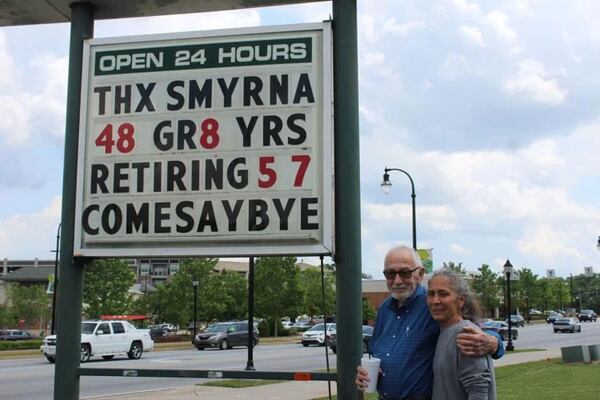 OPEN 24 HOURS
THX SMYRNA
48 GR8 YRS
RETIRING 5 7
COMESAYBYE